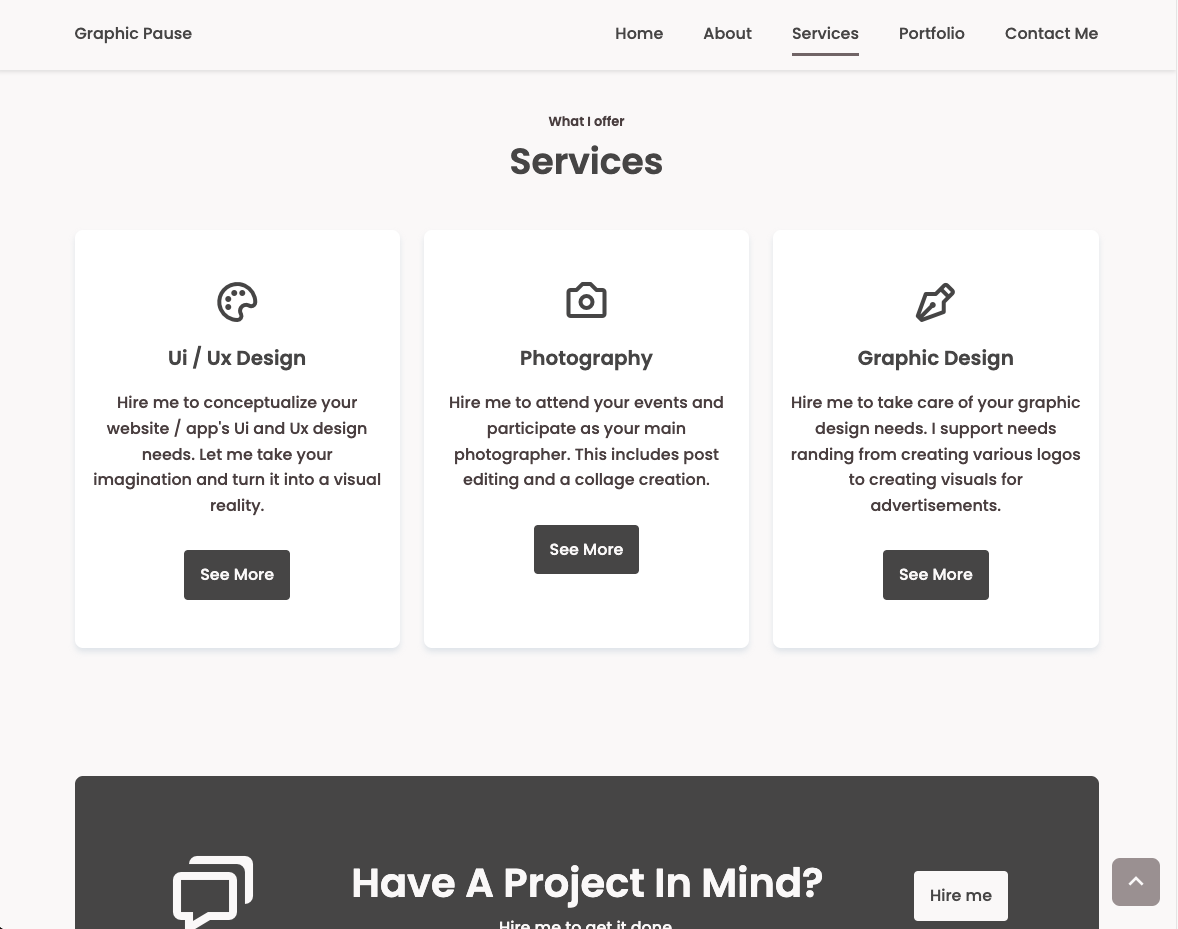 Graphic Pause
Home
About
Services
Portfolio
Contact Me
What I offer
Services
Ui / Ux Design
Hire me to conceptualize your
website / app's Ui and Ux design
needs. Let me take your
imagination and turn it into a visual
reality.
See More
Photography
Hire me to attend your events and
participate as your main
photographer. This includes post
editing and a collage creation.
See More
Graphic Design
Hire me to take care of your graphic
design needs. I support needs
randing from creating various logos
to creating visuals for
advertisements.
See More
Have A Project In Mind?
Hire me to get it done
Hire me